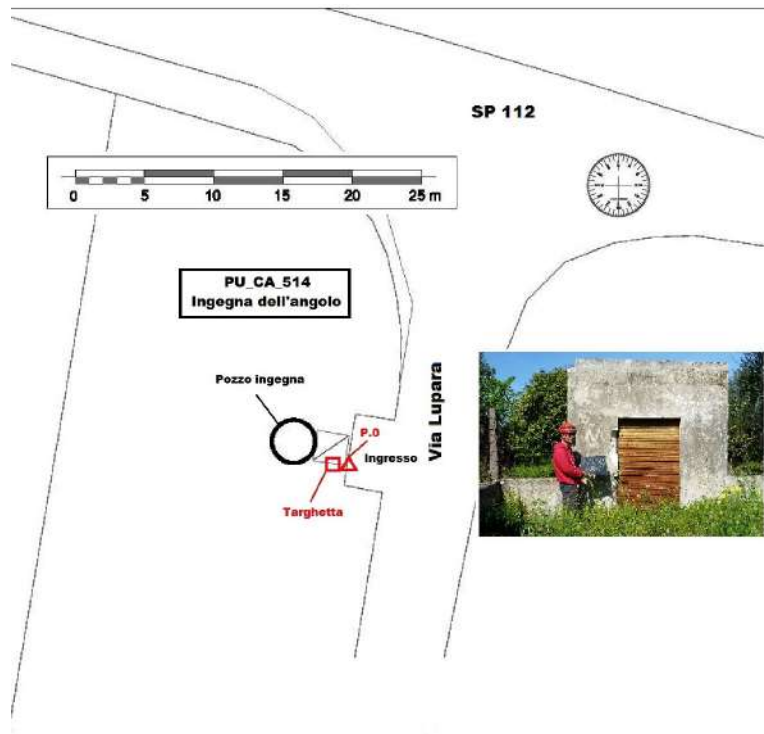 SP 112
0 5 10 15 20 25 m
PU_CA_514
Ingegna dell'angolo
Pozzo ingegna
P.0
Ingresso
Via Lupara
Targhetta